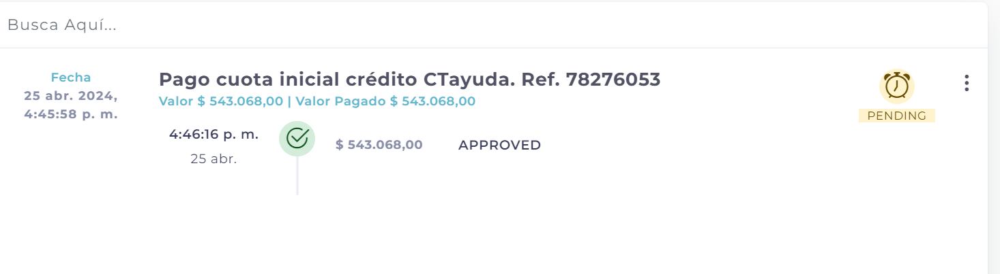 Busca Aquí...
Fecha
25 abr. 2024,
4:45:58 p. m.
Pago cuota inicial crédito CTayuda. Ref. 78276053
Valor $ 543.068,00 | Valor Pagado $ 543.068,00
4:46:16 p. m.
25 abr.
$ 543.068,00
APPROVED
PENDING